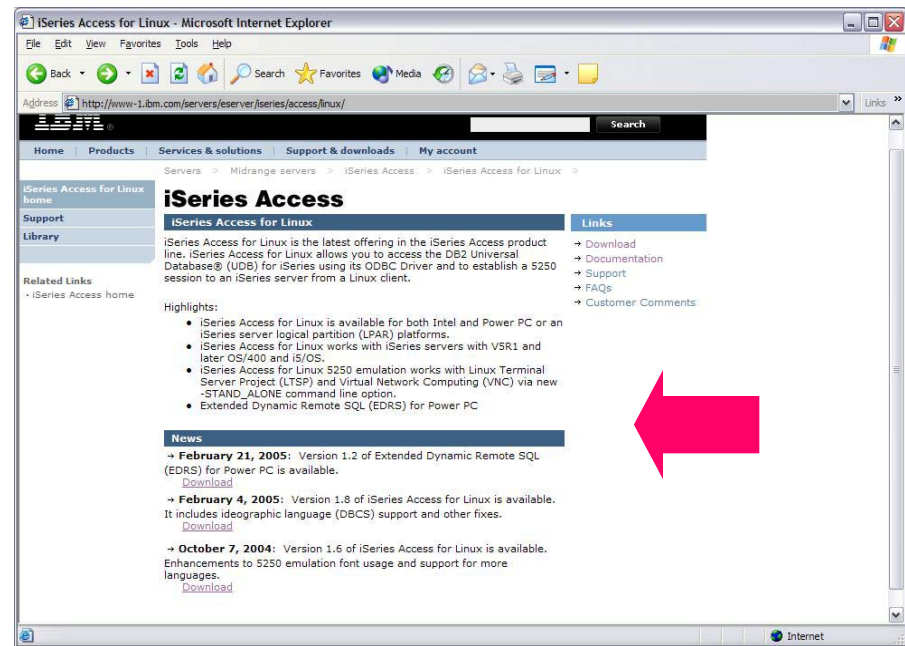 iSeries Access for Linux - Microsoft Internet Explorer
File Edit View Favorites Tools Help
Back Search Favorites Media
Address http://www-1.ibm.com/servers/eserver/iseries/access/linux/ Links »
IBM®
Search
Home | Products | Services & solutions | Support & downloads | My account
Servers > Midrange servers > iSeries Access > iSeries Access for Linux >
iSeries Access for Linux
home
Support
Library
Related Links
• iSeries Access home
iSeries Access
iSeries Access for Linux
iSeries Access for Linux is the latest offering in the iSeries Access product
line. iSeries Access for Linux allows you to access the DB2 Universal
Database® (UDB) for iSeries using its ODBC Driver and to establish a 5250
session to an iSeries server from a Linux client.
Highlights:
• iSeries Access for Linux is available for both Intel and Power PC or an
iSeries server logical partition (LPAR) platforms.
• iSeries Access for Linux works with iSeries servers with V5R1 and
later OS/400 and i5/OS.
• iSeries Access for Linux 5250 emulation works with Linux Terminal
Server Project (LTSP) and Virtual Network Computing (VNC) via new
-STAND_ALONE command line option.
• Extended Dynamic Remote SQL (EDRS) for Power PC
Links
→ Download
→ Documentation
→ Support
→ FAQs
→ Customer Comments
News
→ February 21, 2005: Version 1.2 of Extended Dynamic Remote SQL
(EDRS) for Power PC is available.
Download
→ February 4, 2005: Version 1.8 of iSeries Access for Linux is available.
It includes ideographic language (DBCS) support and other fixes.
Download
→ October 7, 2004: Version 1.6 of iSeries Access for Linux is available.
Enhancements to 5250 emulation font usage and support for more
languages.
Download
Internet